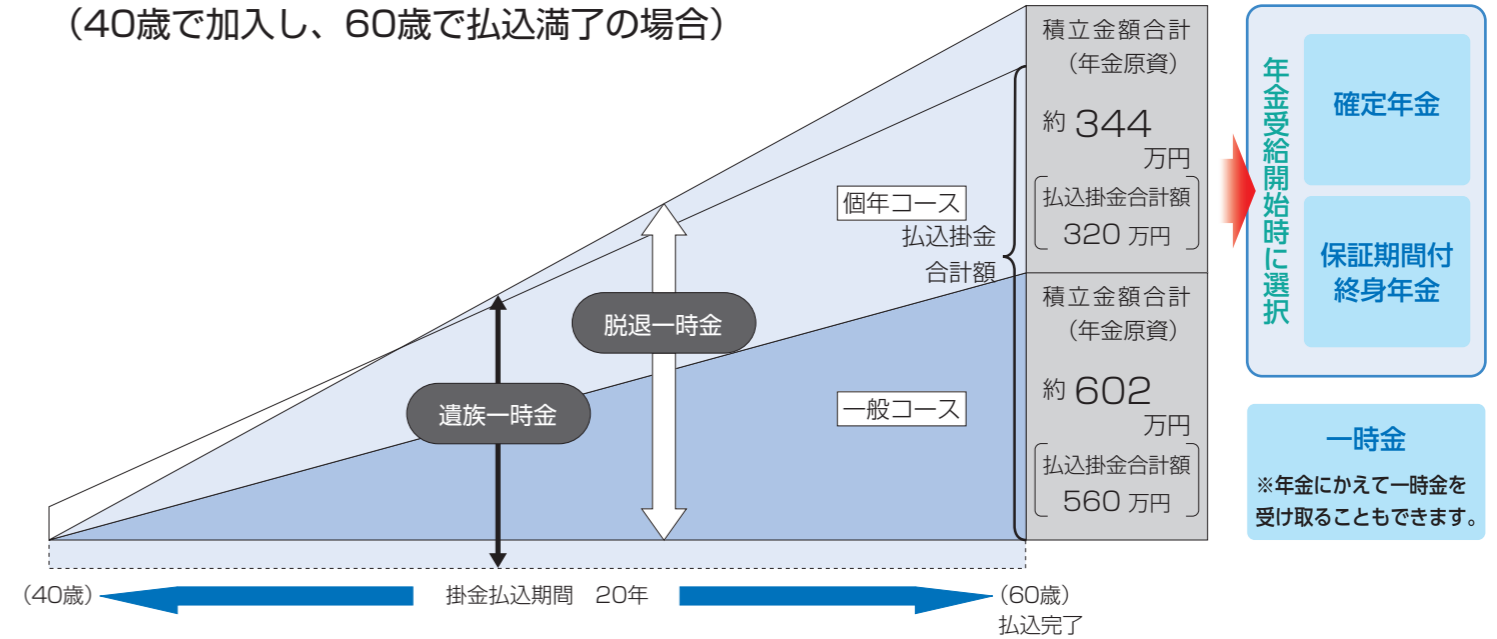 （40歳で加入し、60歳で払込満了の場合）
積立金額合計
（年金原資）
約 344
万円
払込掛金合計額
320 万円
個年コース
払込掛金
合計額
脱退一時金
遺族一時金
一般コース
積立金額合計
（年金原資）
約 602
万円
払込掛金合計額
560 万円
年金受給開始時に選択
確定年金
保証期間付
終身年金
一時金
※年金にかえて一時金を
受け取ることもできます。
（40歳）
掛金払込期間　20年
（60歳）
払込完了